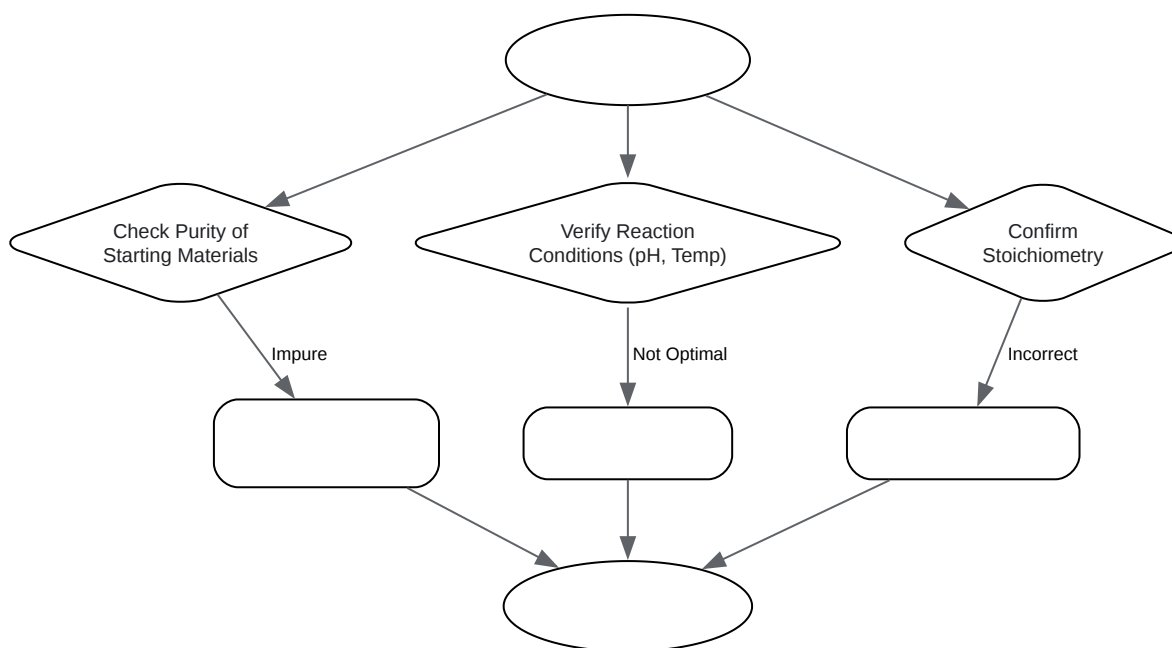 Check Purity of
Starting Materials
Verify Reaction
Conditions (pH, Temp)
Confirm
Stoichiometry
Impure
Not Optimal
Incorrect